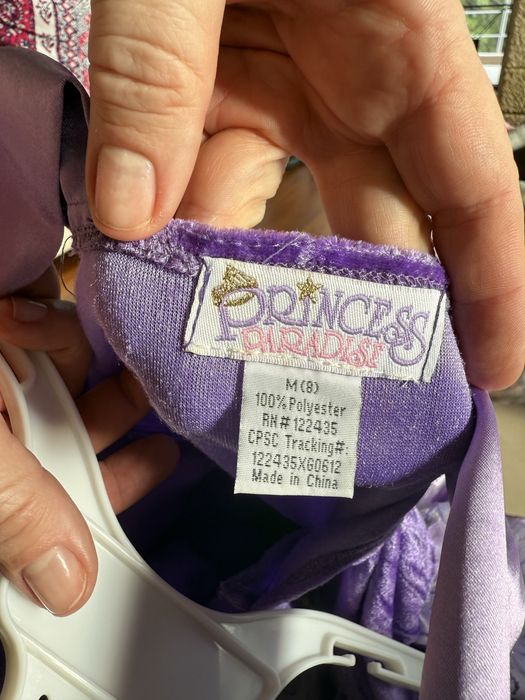 PRINCESS
PARADISE
M (8)
100% Polyester
RN # 122435
CPSC Tracking#:
122435XG0612
Made in China